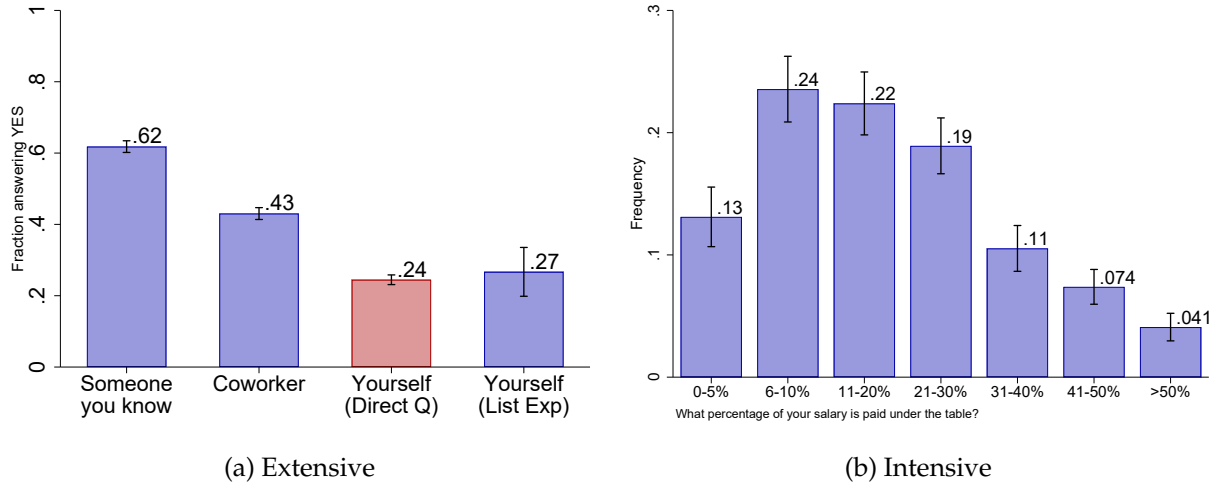 Fraction answering YES
0
.2
.4
.6
.8
1
.62
.43
.24
.27
Someone
you know
Coworker
Yourself
(Direct Q)
Yourself
(List Exp)
(a) Extensive
Frequency
0
.1
.2
.3
.13
.24
.22
.19
.11
.074
.041
0-5%
6-10%
11-20%
21-30%
31-40%
41-50%
>50%
What percentage of your salary is paid under the table?
(b) Intensive